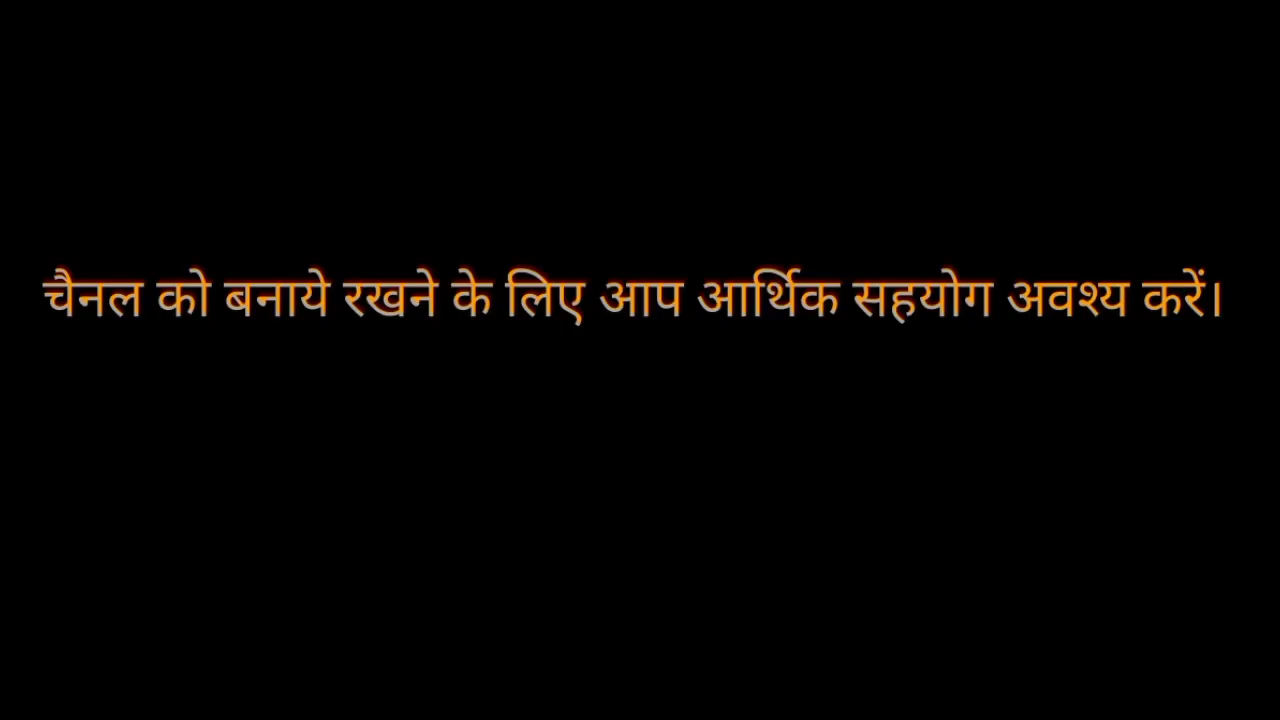 चैनल को बनाये रखने के लिए आप आर्थिक सहयोग अवश्य करें।